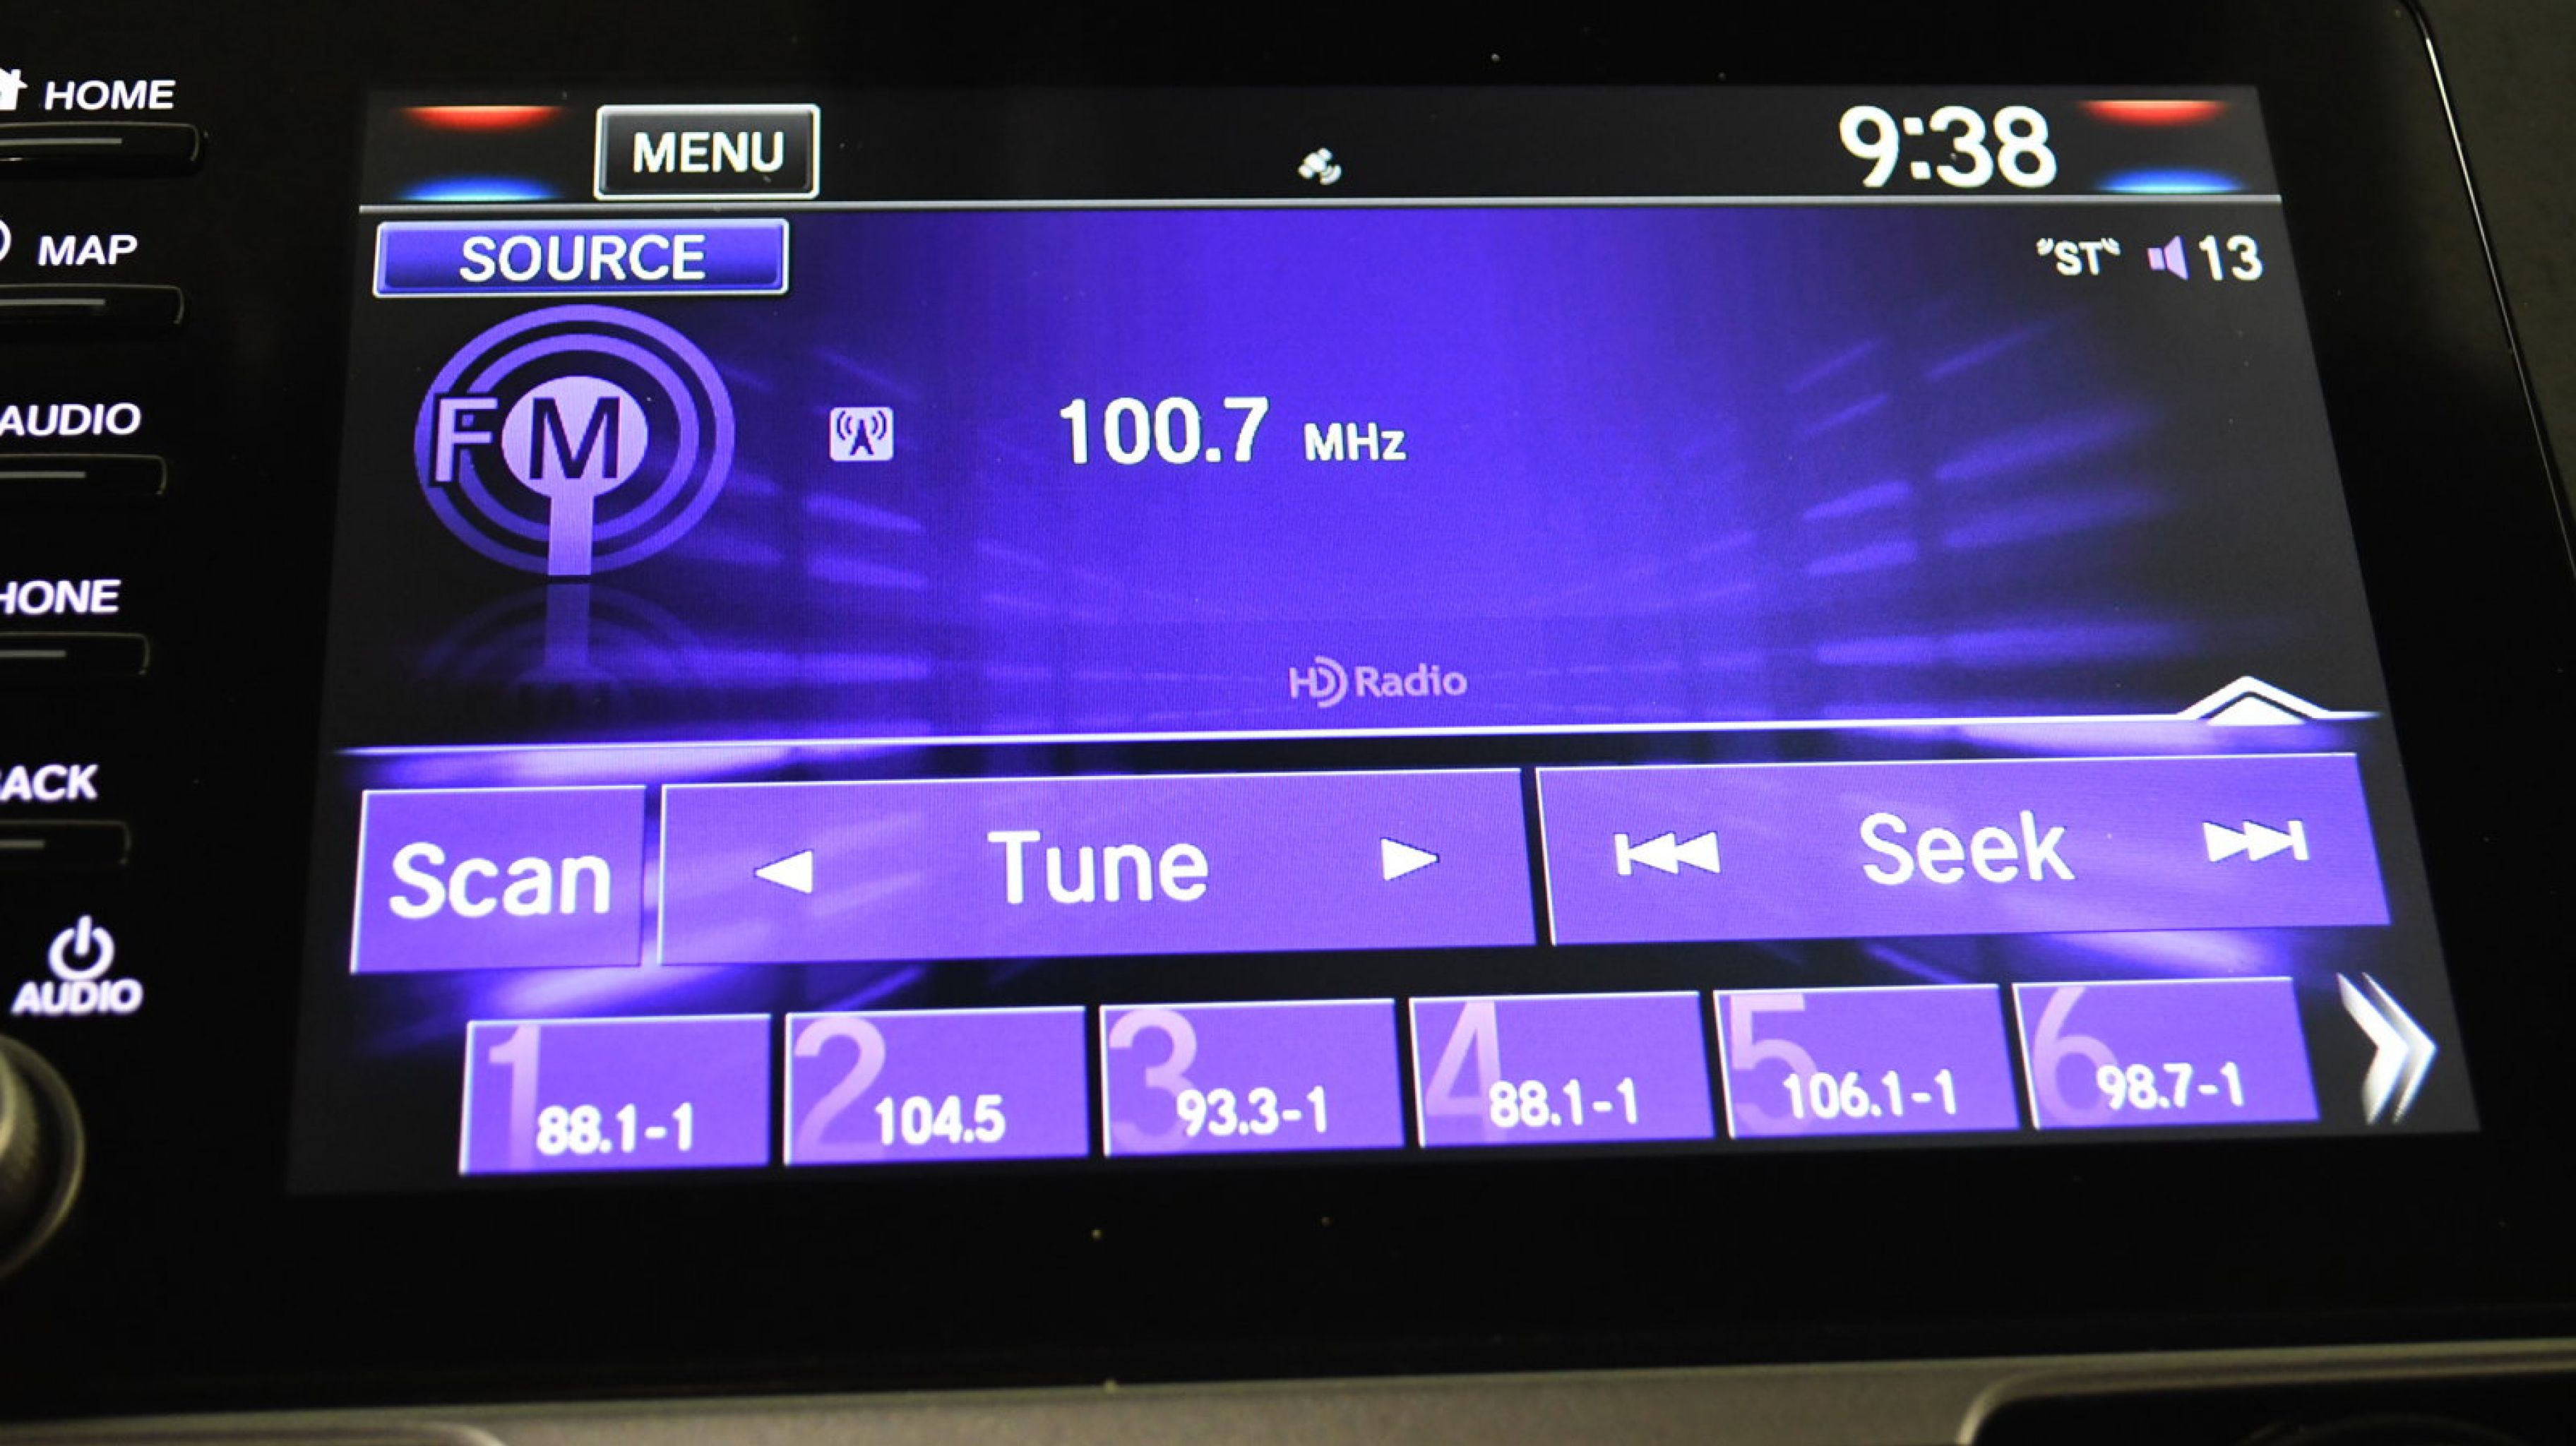 HOME
MAP
AUDIO
HONE
ACK
AUDIO
MENU
9:38
SOURCE
"ST" 13
FM
100.7 MHz
HD Radio
Scan
Tune
Seek
1 88.1-1
2 104.5
3 93.3-1
4 88.1-1
5 106.1-1
6 98.7-1